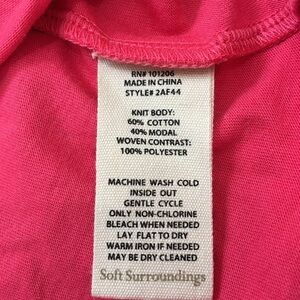 RN# 101206
MADE IN CHINA
STYLE# 2AF44
KNIT BODY:
60% COTTON
40% MODAL
WOVEN CONTRAST:
100% POLYESTER
MACHINE WASH COLD
INSIDE OUT
GENTLE CYCLE
ONLY NON-CHLORINE
BLEACH WHEN NEEDED
LAY FLAT TO DRY
WARM IRON IF NEEDED
MAY BE DRY CLEANED
Soft Surroundings